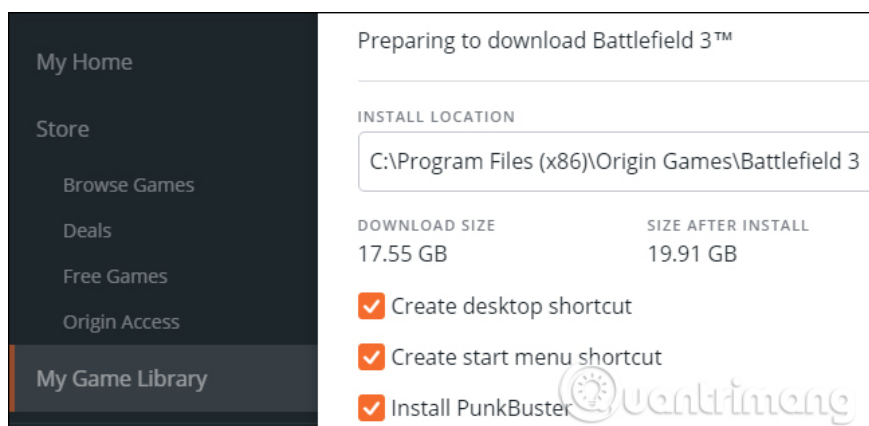 My Home
Store
Browse Games
Deals
Free Games
Origin Access
My Game Library
Preparing to download Battlefield 3™
INSTALL LOCATION
C:\Program Files (x86)\Origin Games\Battlefield 3
DOWNLOAD SIZE SIZE AFTER INSTALL
17.55 GB 19.91 GB
Create desktop shortcut
Create start menu shortcut
Install PunkBuster
Quantrimang